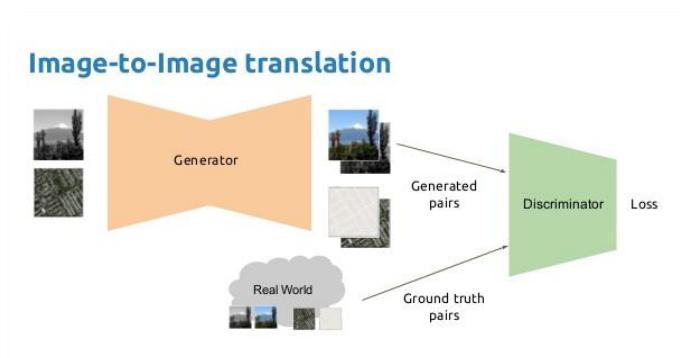 Image-to-Image translation
Generator
Generated
pairs
Discriminator
Loss
Real World
Ground truth
pairs